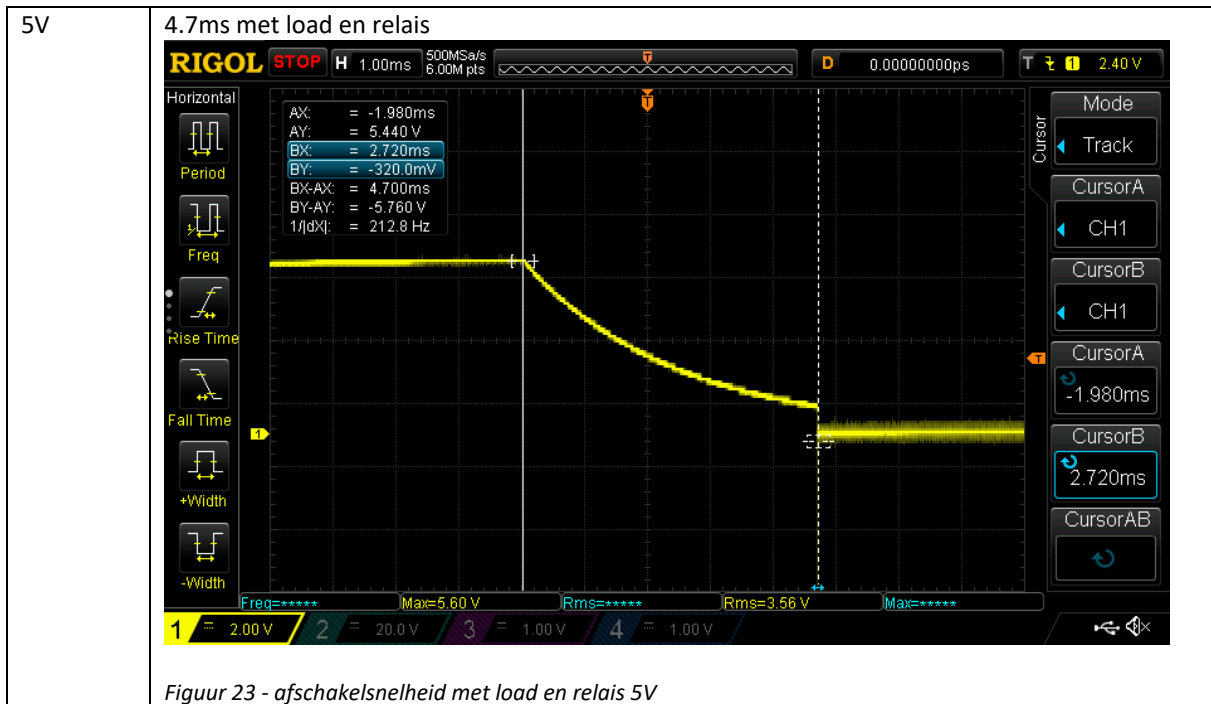 5V
4.7ms met load en relais
RIGOL STOP H 1.00ms 500MSa/s 6.00M pts D 0.00000000ps T 1 2.40 V
Horizontal
Period
Freq
Rise Time
Fall Time
+Width
-Width
AX: = -1.980ms
AY: = 5.440 V
BX: = 2.720ms
BY: = -320.0mV
BX-AX: = 4.700ms
BY-AY: = -5.760 V
1/|dX|: = 212.8 Hz
T
T
1
Cursor
Mode
Track
CursorA
CH1
CursorB
CH1
CursorA
-1.980ms
CursorB
2.720ms
CursorAB
Freq=***** Max=5.60 V Rms=***** Rms=3.56 V Max=*****
1 = 2.00 V 2 = 20.0 V 3 = 1.00 V 4 = 1.00 V
Figuur 23 - afschakelsnelheid met load en relais 5V